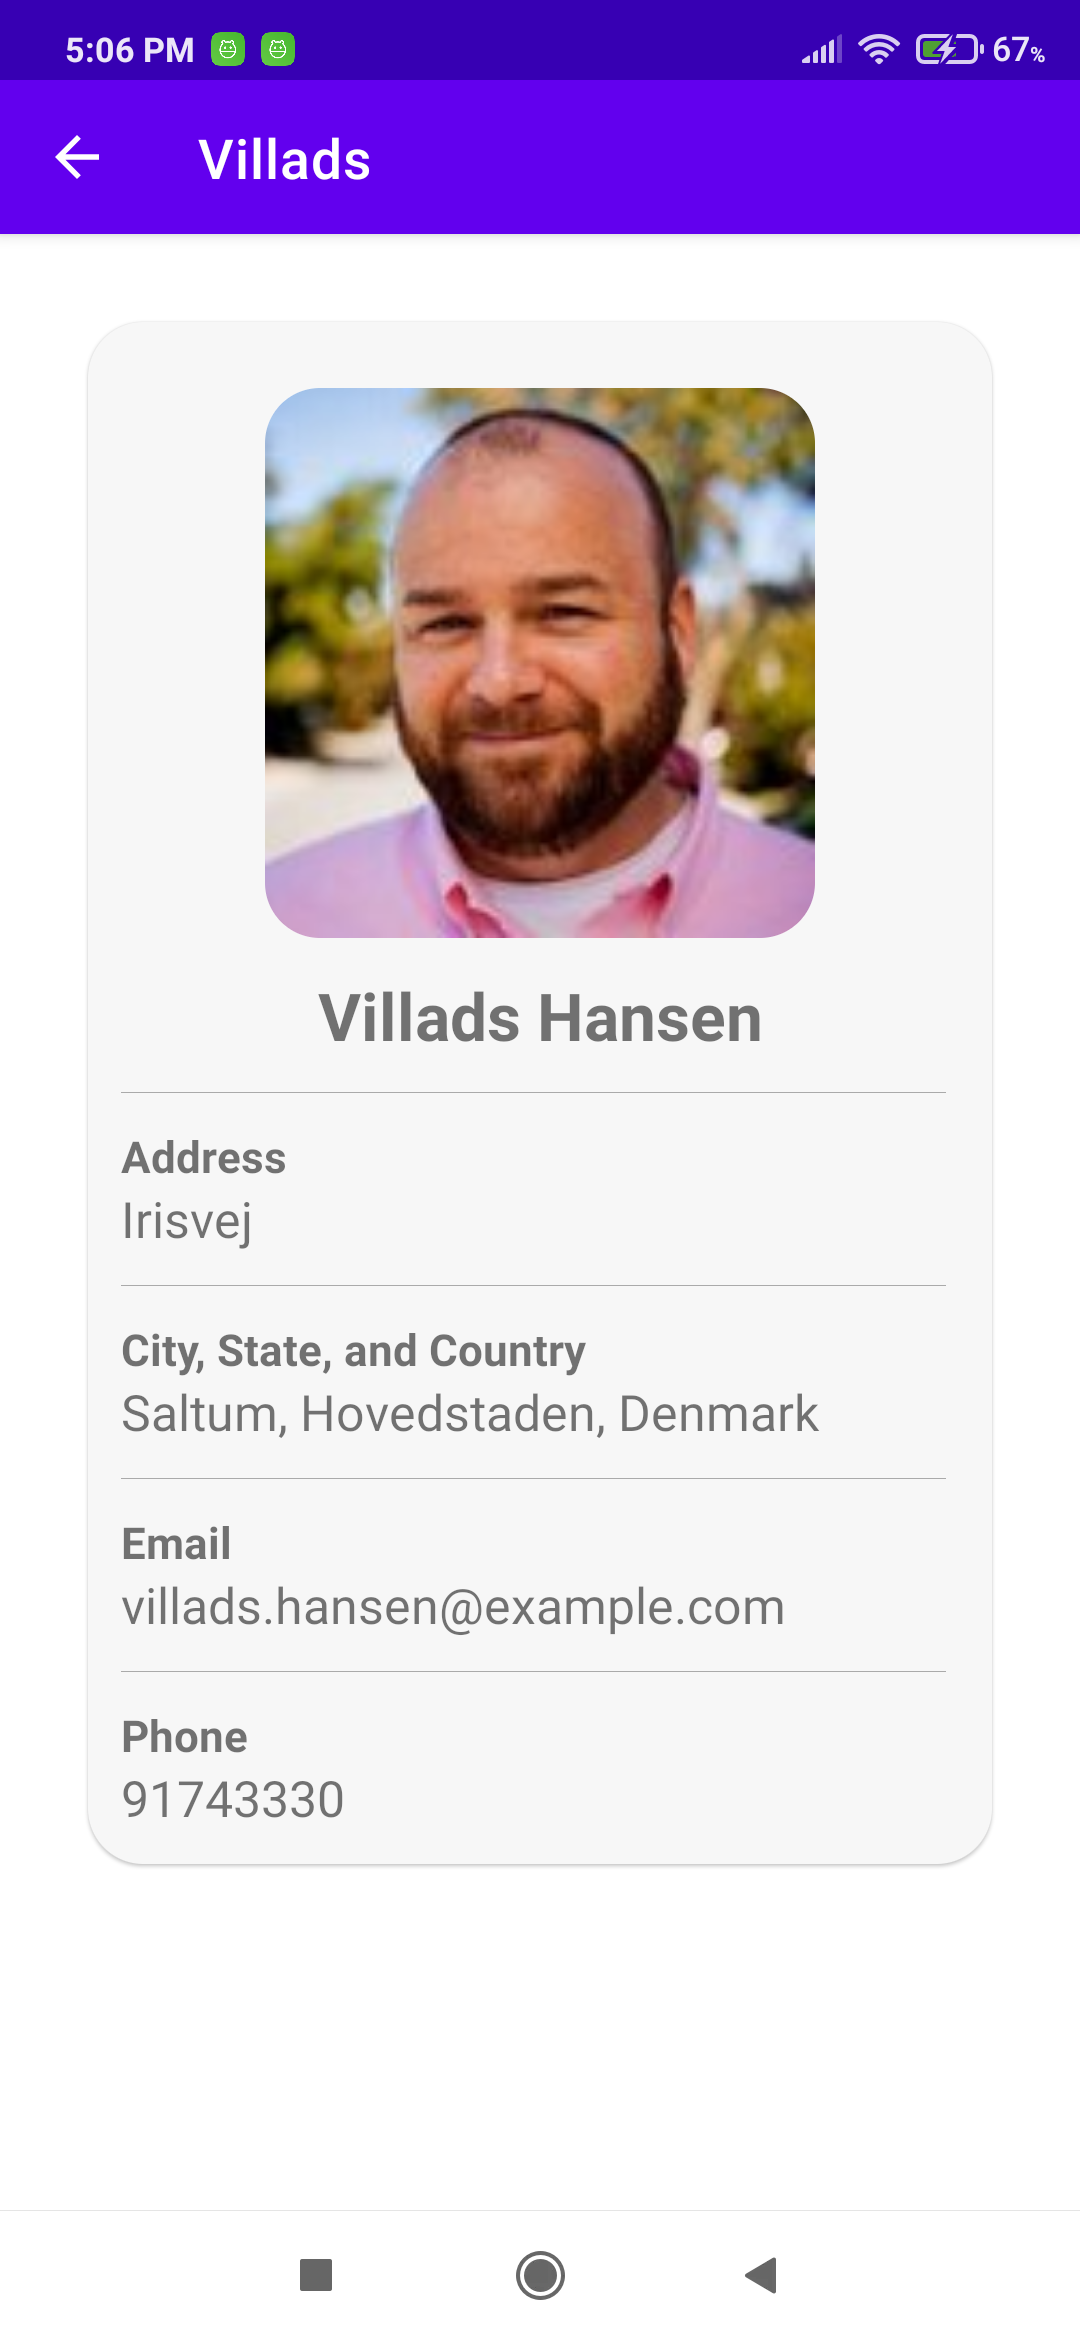 5:06 PM 67%
Villads
Villads Hansen
Address
Irisvej
City, State, and Country
Saltum, Hovedstaden, Denmark
Email
villads.hansen@example.com
Phone
91743330